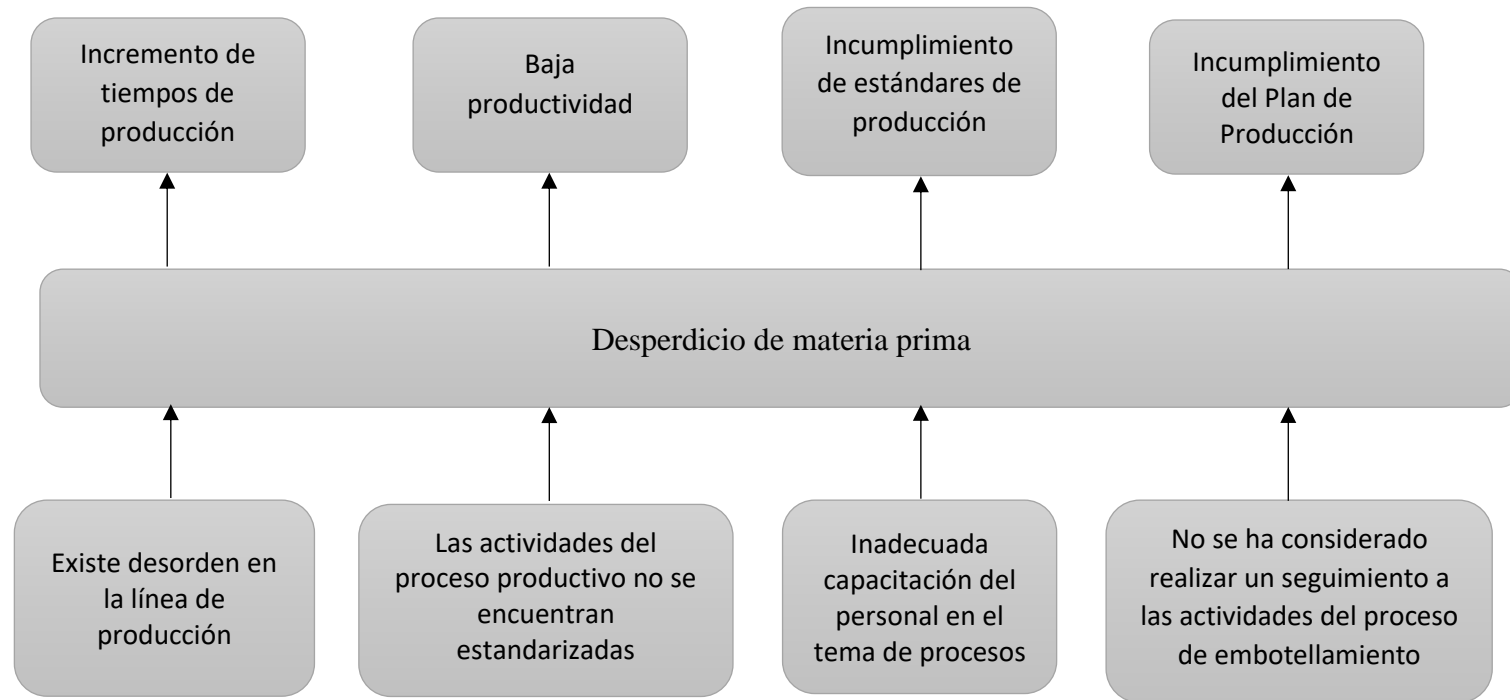 Incremento de
tiempos de
producción
Baja
productividad
Incumplimiento
de estándares de
producción
Incumplimiento
del Plan de
Producción
Desperdicio de materia prima
Existe desorden en
la línea de
producción
Las actividades del
proceso productivo no se
encuentran
estandarizadas
Inadecuada
capacitación del
personal en el
tema de procesos
No se ha considerado
realizar un seguimiento a
las actividades del proceso
de embotellamiento